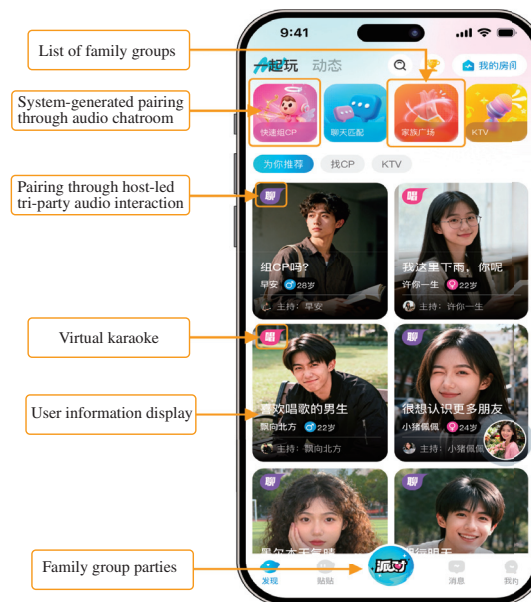 9:41
List of family groups
一起玩 动态
我的房间
System-generated pairing
through audio chatroom
快速组CP
聊天匹配
家族广场
KTV
为你推荐
找CP
KTV
Pairing through host-led
tri-party audio interaction
聊
唱
组CP吗?
早安 28岁
主持:早安
我这里下雨,你呢
许你一生 22岁
主持:许你一生
Virtual karaoke
唱
聊
User information display
喜欢唱歌的男生
飘向北方 22岁
主持:飘向北方
很想认识更多朋友
小猪佩佩 24岁
主持:小猪佩
聊
聊
Family group parties
发现
贴贴
派对
消息
我的